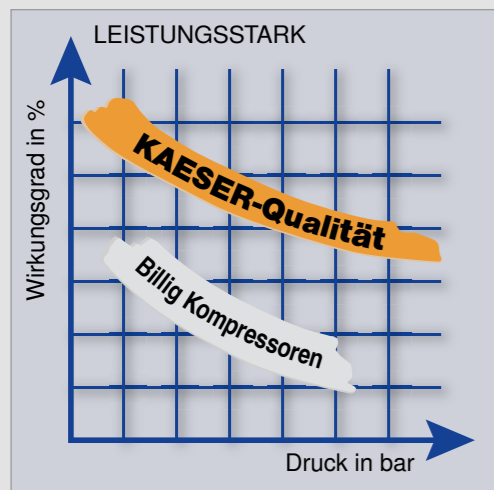 LEISTUNGSSTARK
Wirkungsgrad in %
KAESER-Qualität
Billig Kompressoren
Druck in bar